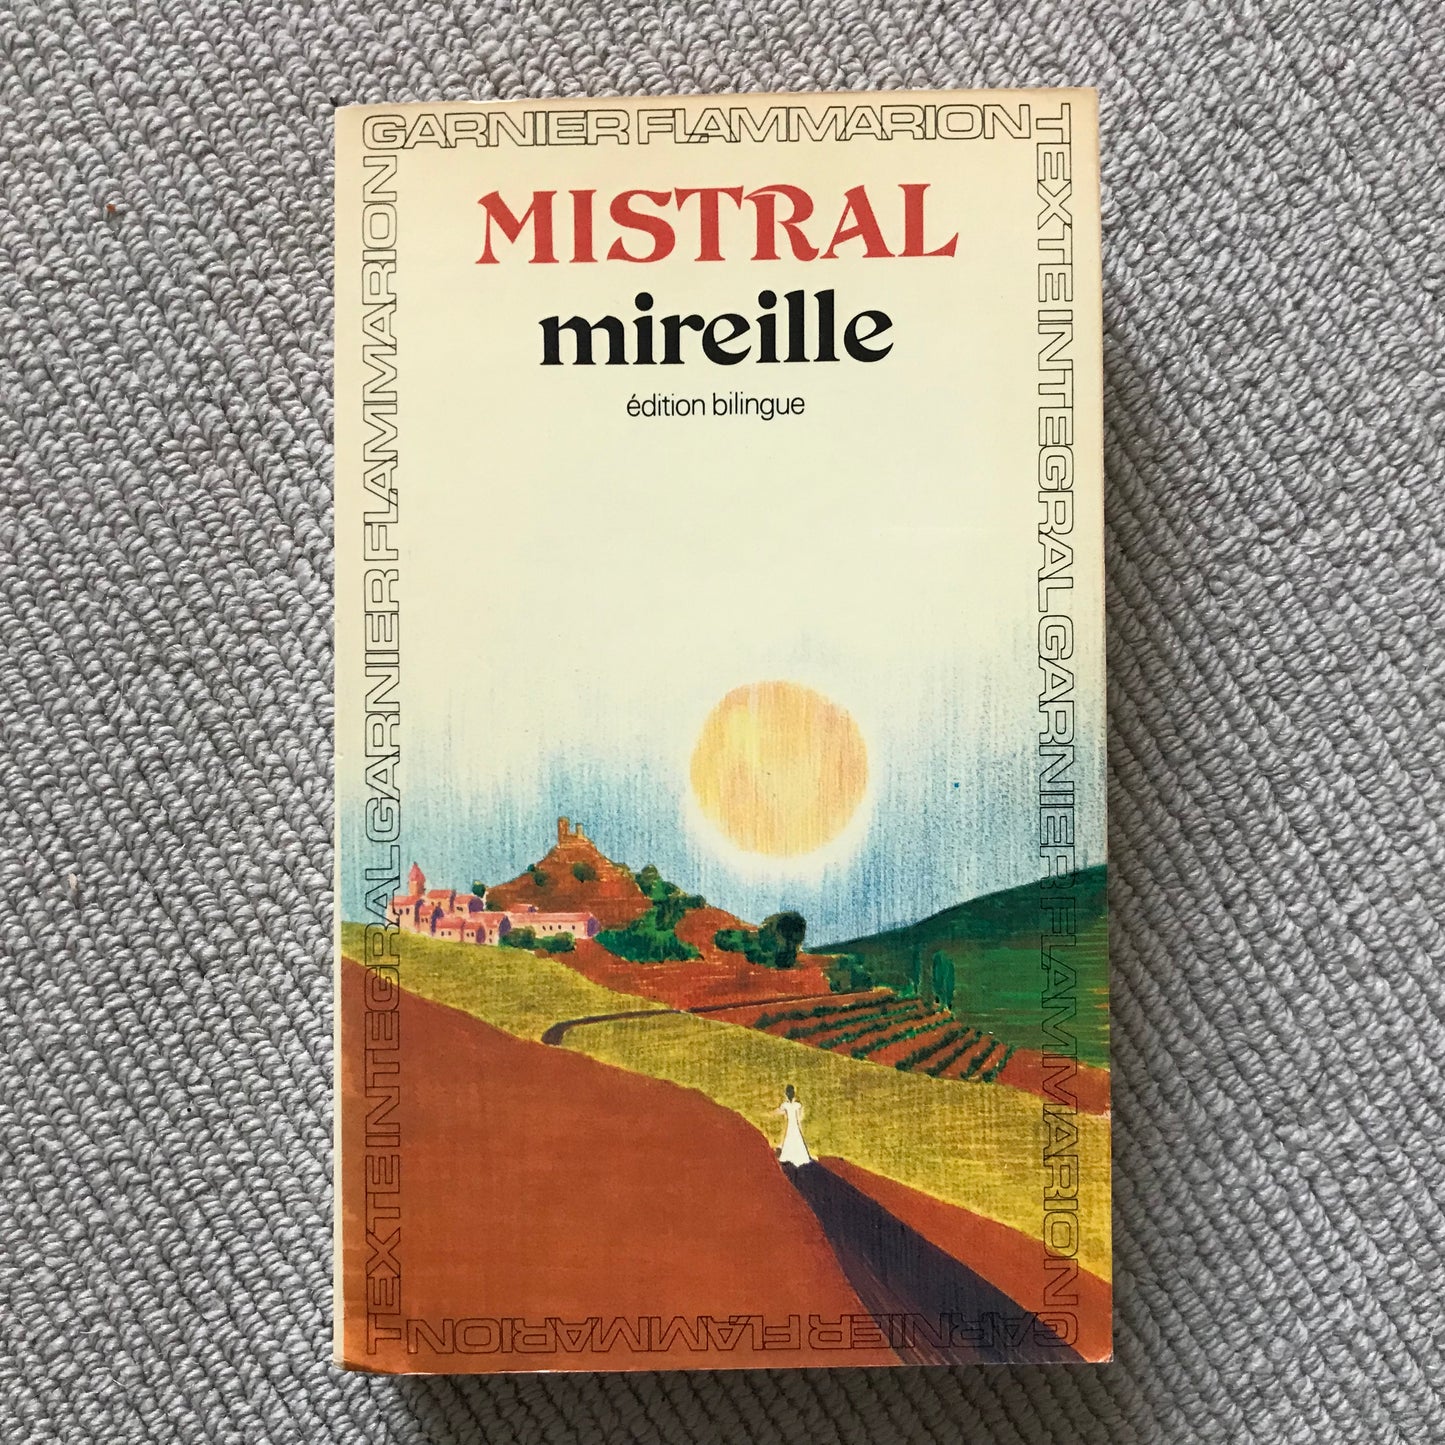 GARNIER FLAMMARION
TEXTE INTEGRAL GARNIER FLAMMARION
MISTRAL
mireille
édition bilingue
GARNIER FLAMMARION
TEXTE INTEGRAL GARNIER FLAMMARION